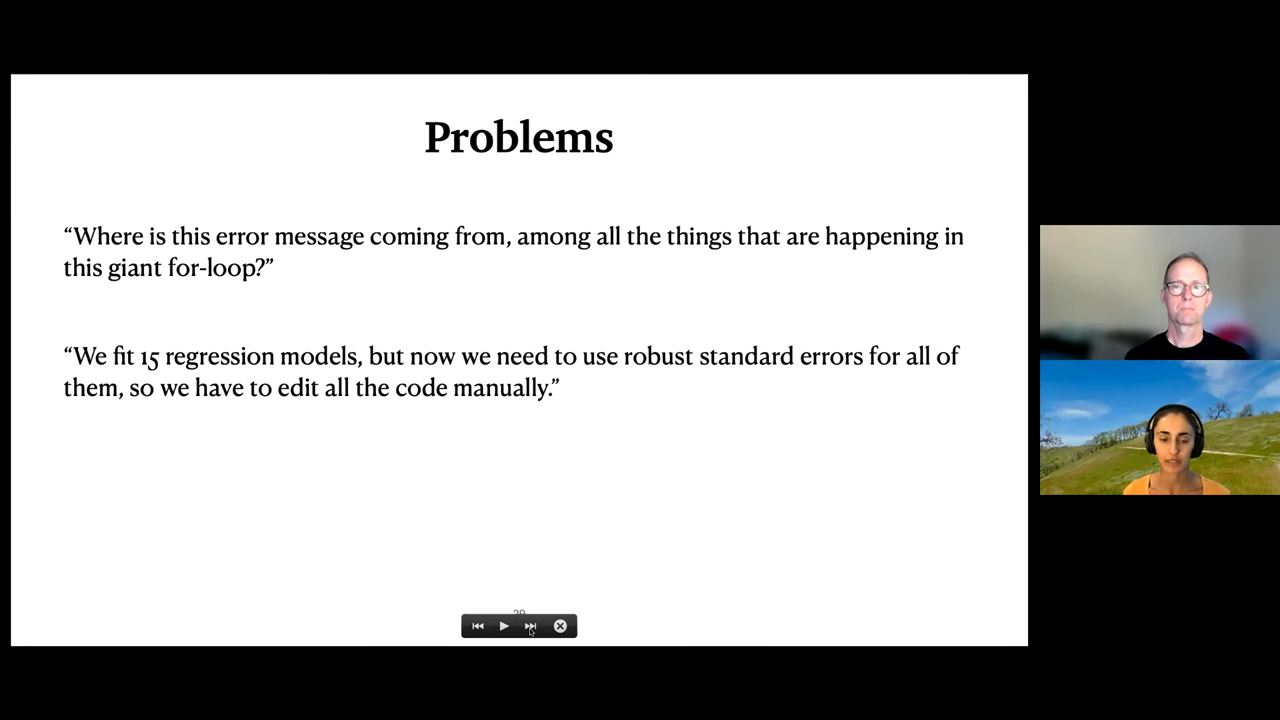 Problems
“Where is this error message coming from, among all the things that are happening in
this giant for-loop?”
“We fit 15 regression models, but now we need to use robust standard errors for all of
them, so we have to edit all the code manually.”